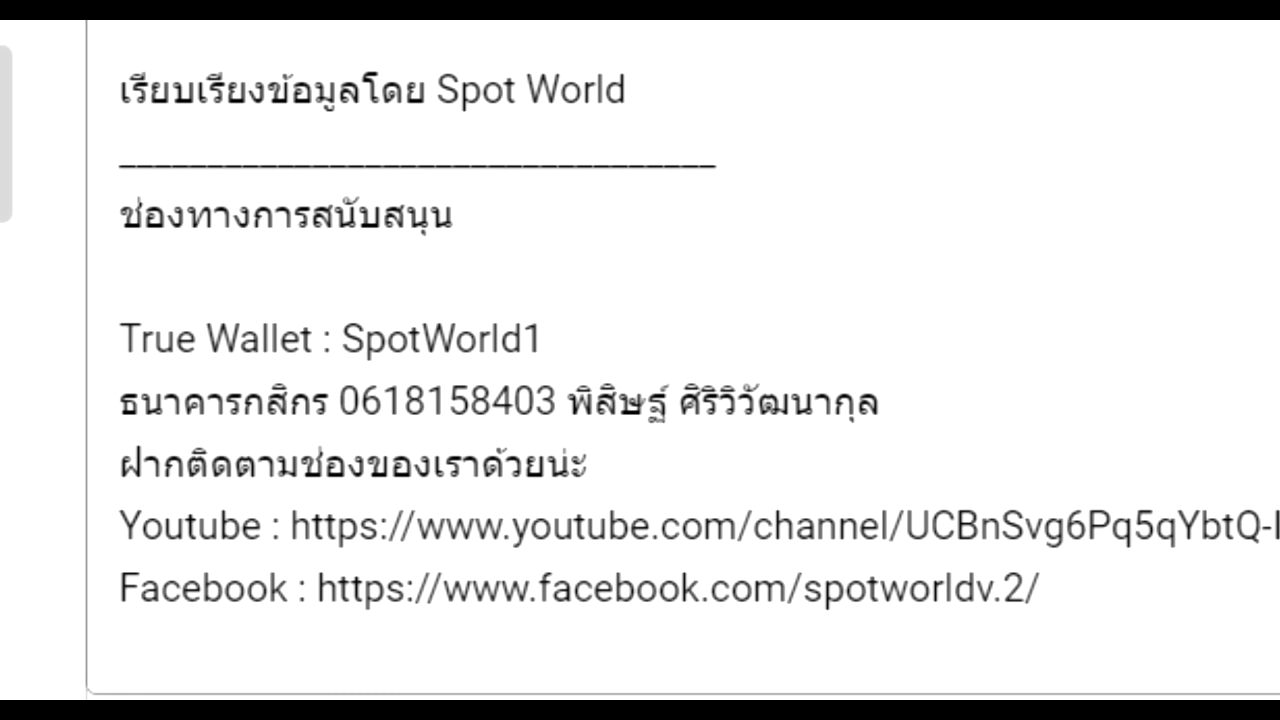 เรียบเรียงข้อมูลโดย Spot World
__________________________________
ช่องทางการสนับสนุน
True Wallet : SpotWorld1
ธนาคารกสิกร 0618158403 พิสิษฐ์ ศิริวิวัฒนากุล
ฝากติดตามช่องของเราด้วยน่ะ
Youtube : https://www.youtube.com/channel/UCBnSvg6Pq5qYbtQ-
Facebook : https://www.facebook.com/spotworldv.2/